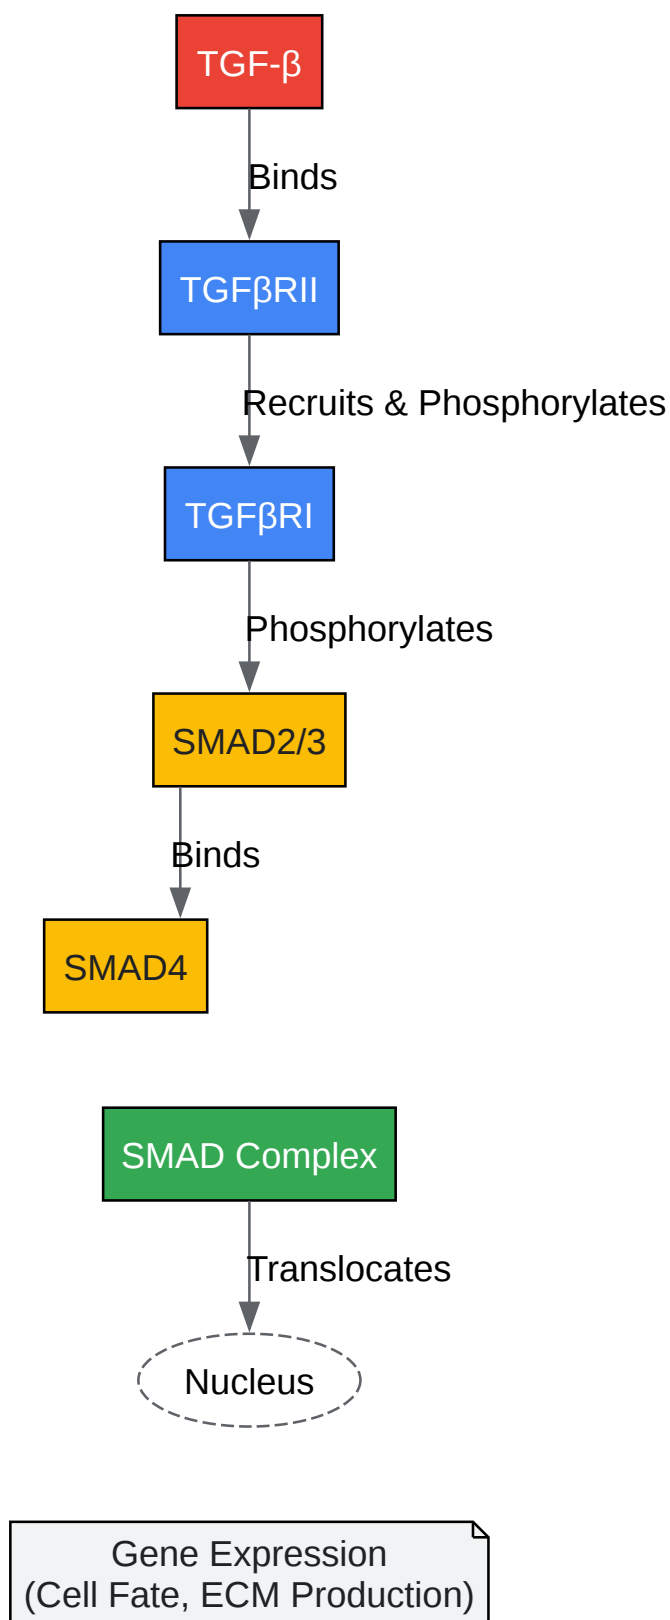 TGF-β
Binds
TGFβRII
Recruits & Phosphorylates
TGFβRI
Phosphorylates
SMAD2/3
Binds
SMAD4
SMAD Complex
Translocates
Nucleus
Gene Expression
(Cell Fate, ECM Production)